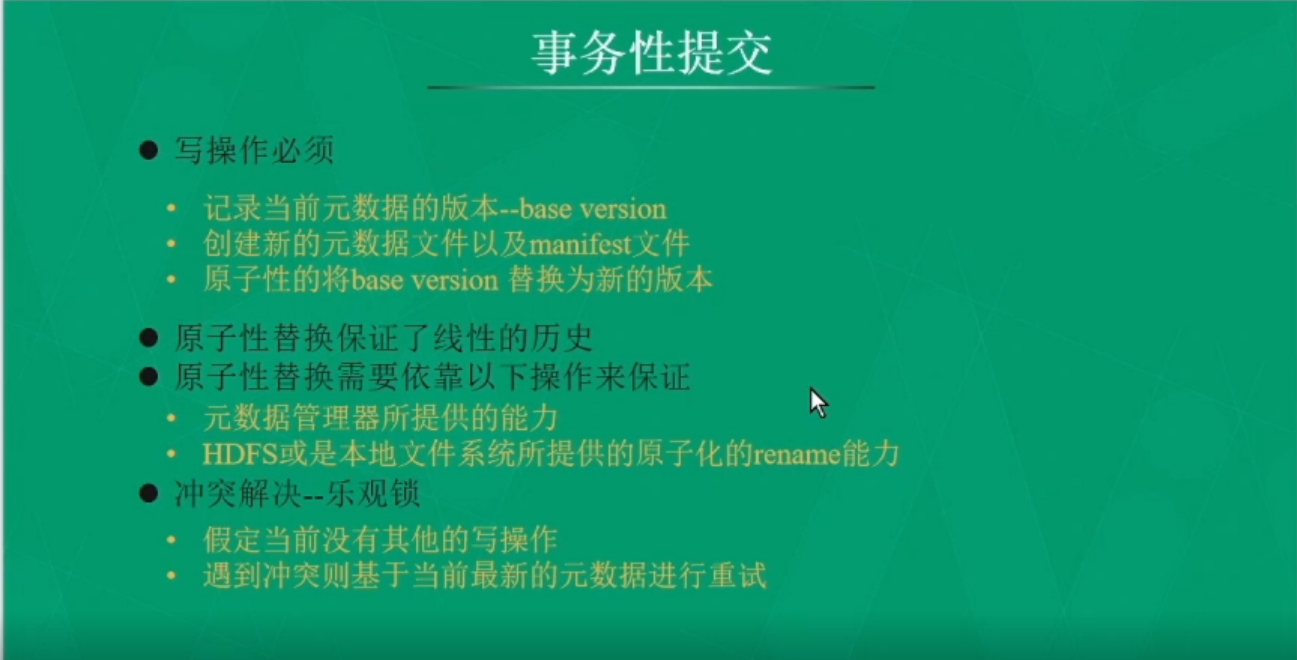 事务性提交
● 写操作必须
• 记录当前元数据的版本--base version
• 创建新的元数据文件以及manifest文件
• 原子性的将base version 替换为新的版本
● 原子性替换保证了线性的历史
● 原子性替换需要依靠以下操作来保证
• 元数据管理器所提供的能力
• HDFS或是本地文件系统所提供的原子化的rename能力
● 冲突解决--乐观锁
• 假定当前没有其他的写操作
• 遇到冲突则基于当前最新的元数据进行重试